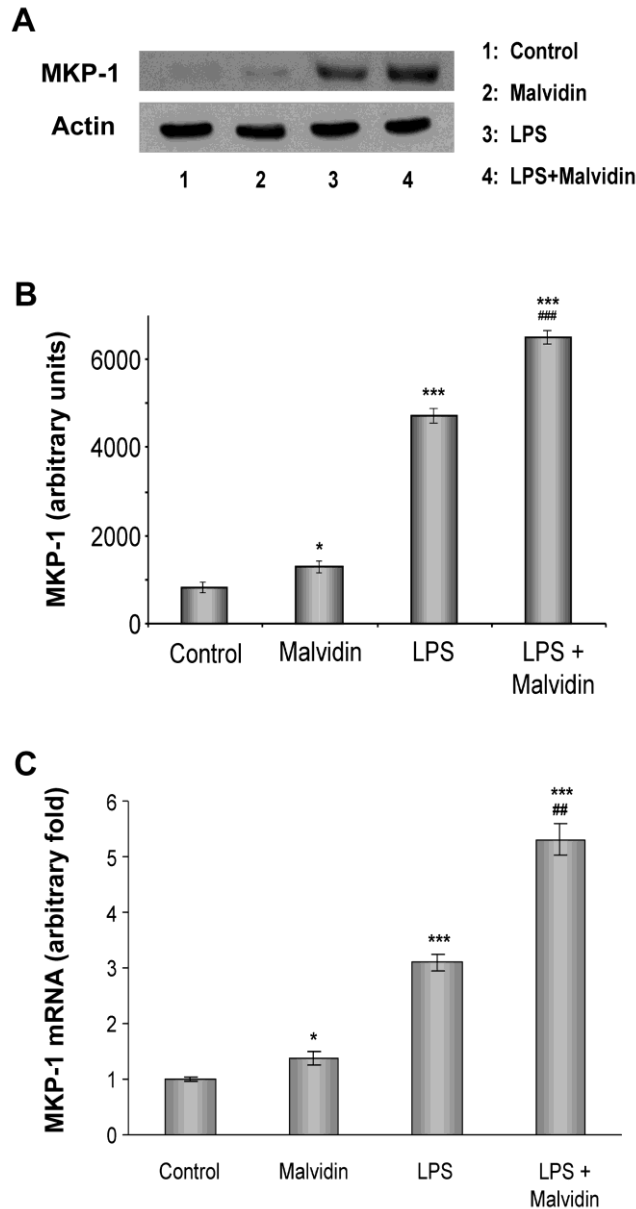 A
MKP-1
Actin
1 2 3 4
1: Control
2: Malvidin
3: LPS
4: LPS+Malvidin
B
MKP-1 (arbitrary units)
6000
4000
2000
0
*
***
***
###
Control Malvidin LPS LPS +
Malvidin
C
MKP-1 mRNA (arbitrary fold)
6
5
4
3
2
1
0
*
***
***
##
Control Malvidin LPS LPS +
Malvidin